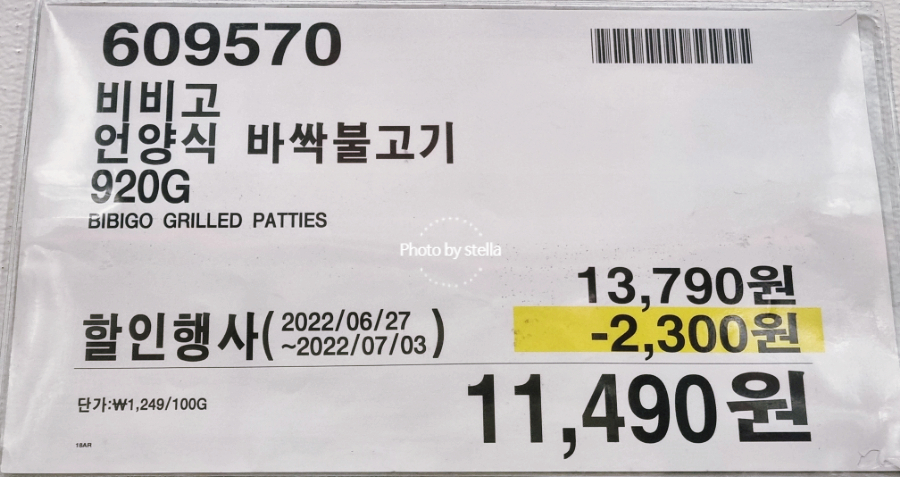 609570
비비고
언양식 바싹불고기
920G
BIBIGO GRILLED PATTIES
Photo by stella
13,790원
할인행사(2022/06/27
~2022/07/03)
-2,300원
11,490원
단가:₩1,249/100G
16AR